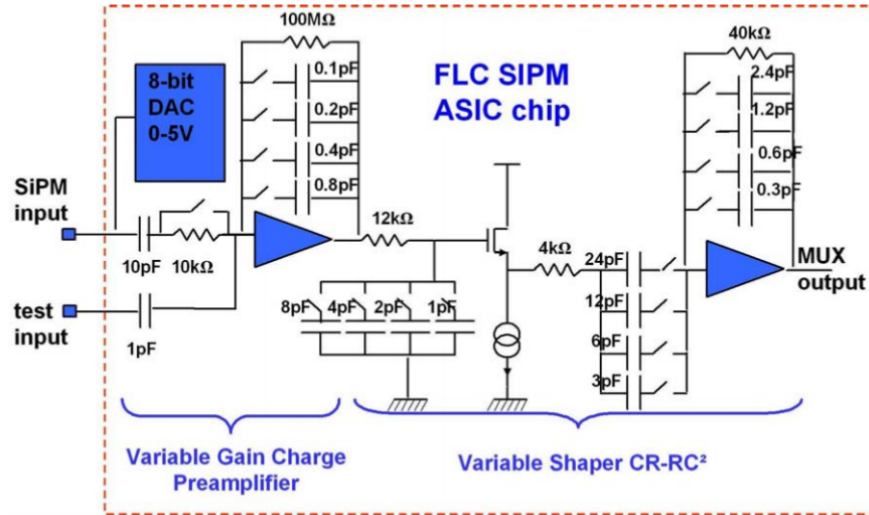 100MΩ
40kΩ
8-bit
DAC
0-5V
0.1pF
0.2pF
0.4pF
0.8pF
FLC SIPM
ASIC chip
2.4pF
1.2pF
0.6pF
0.3pF
SiPM
input
10pF
10kΩ
12kΩ
4kΩ
24pF
12pF
6pF
3pF
MUX
output
test
input
1pF
8pF
4pF
2pF
1pF
Variable Gain Charge
Preamplifier
Variable Shaper CR-RC²